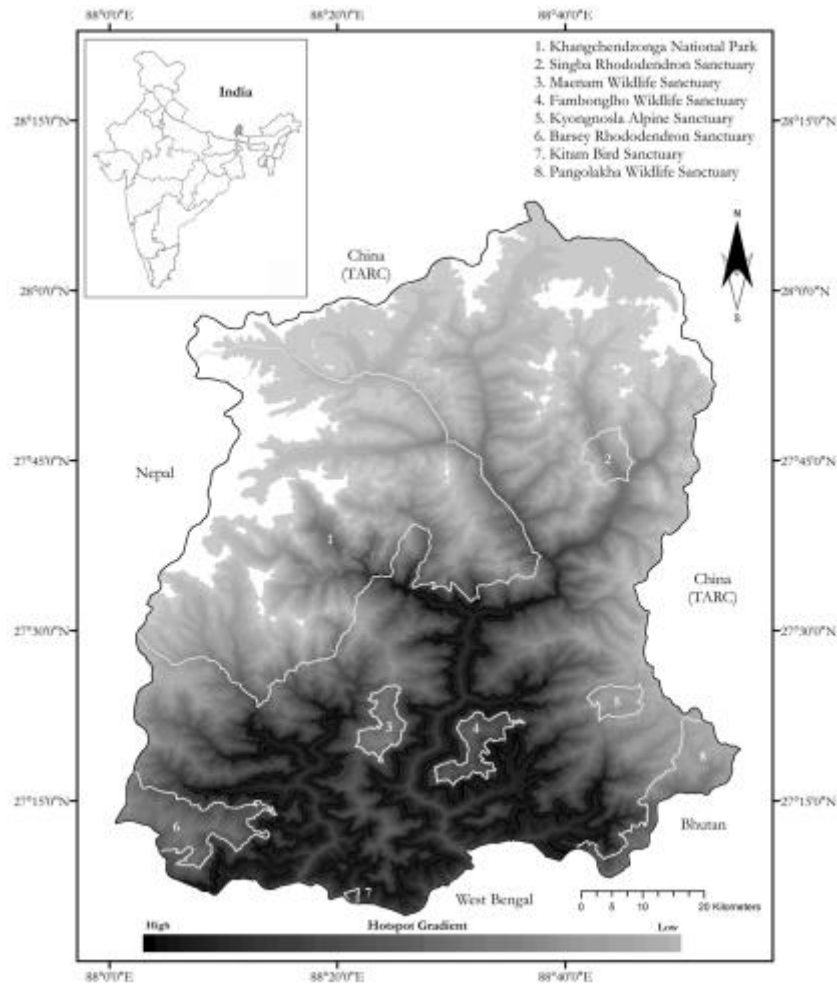 88°0'0"E 88°20'0"E 88°40'0"E
India
1. Khangchendzonga National Park
2. Singba Rhododendron Sanctuary
3. Maenam Wildlife Sanctuary
4. Fambonglho Wildlife Sanctuary
5. Kyongnosla Alpine Sanctuary
6. Barsey Rhododendron Sanctuary
7. Kitam Bird Sanctuary
8. Pangolakha Wildlife Sanctuary
28°15'0"N 28°15'0"N
N
S
China
(TARC)
28°0'0"N 28°0'0"N
27°45'0"N 27°45'0"N
Nepal
2
1
China
(TARC)
27°30'0"N 27°30'0"N
3
4
5
8
27°15'0"N 27°15'0"N
6
Bhutan
7
West Bengal
0 5 10 20 Kilometers
High Hotspot Gradient Low
88°0'0"E 88°20'0"E 88°40'0"E